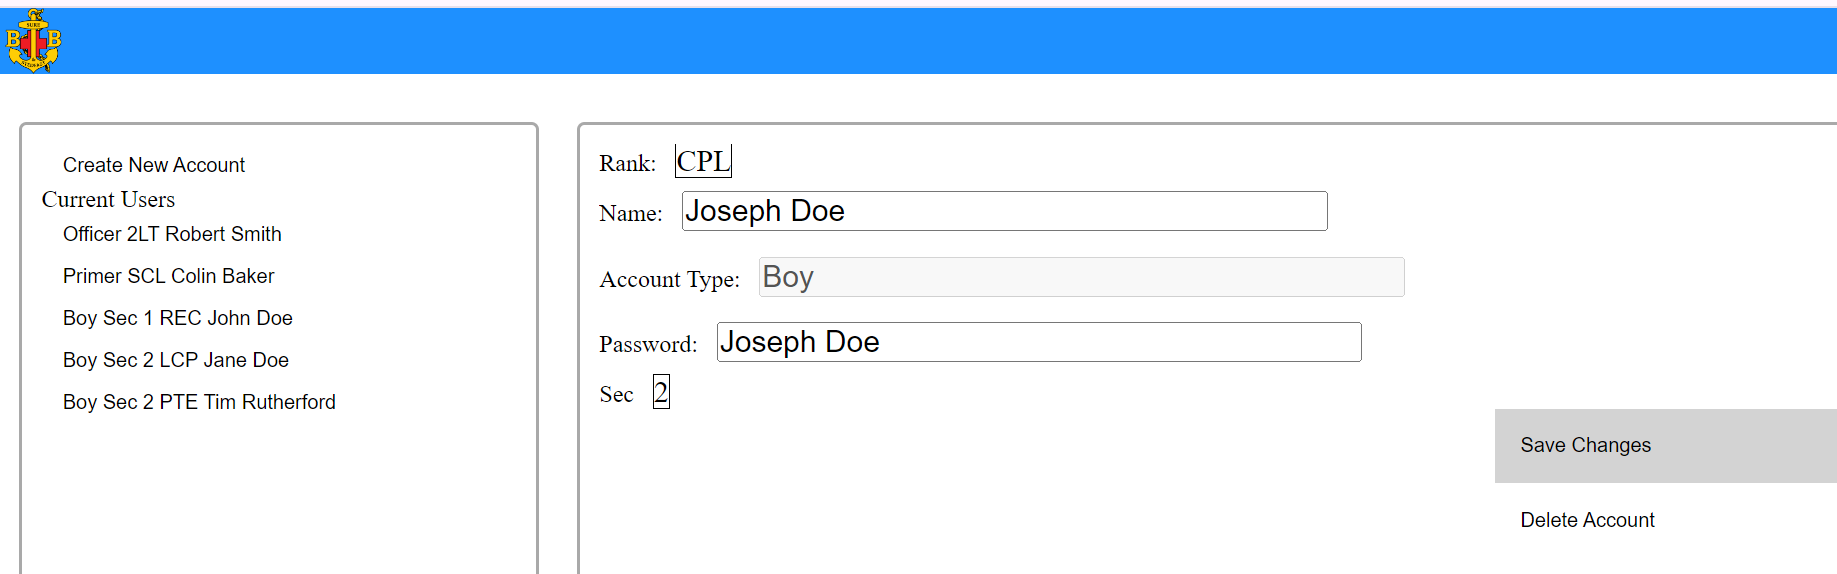 SURE
B B
STEDFAST
Create New Account
Current Users
Officer 2LT Robert Smith
Primer SCL Colin Baker
Boy Sec 1 REC John Doe
Boy Sec 2 LCP Jane Doe
Boy Sec 2 PTE Tim Rutherford
Rank: CPL
Name: Joseph Doe
Account Type: Boy
Password: Joseph Doe
Sec 2
Save Changes
Delete Account